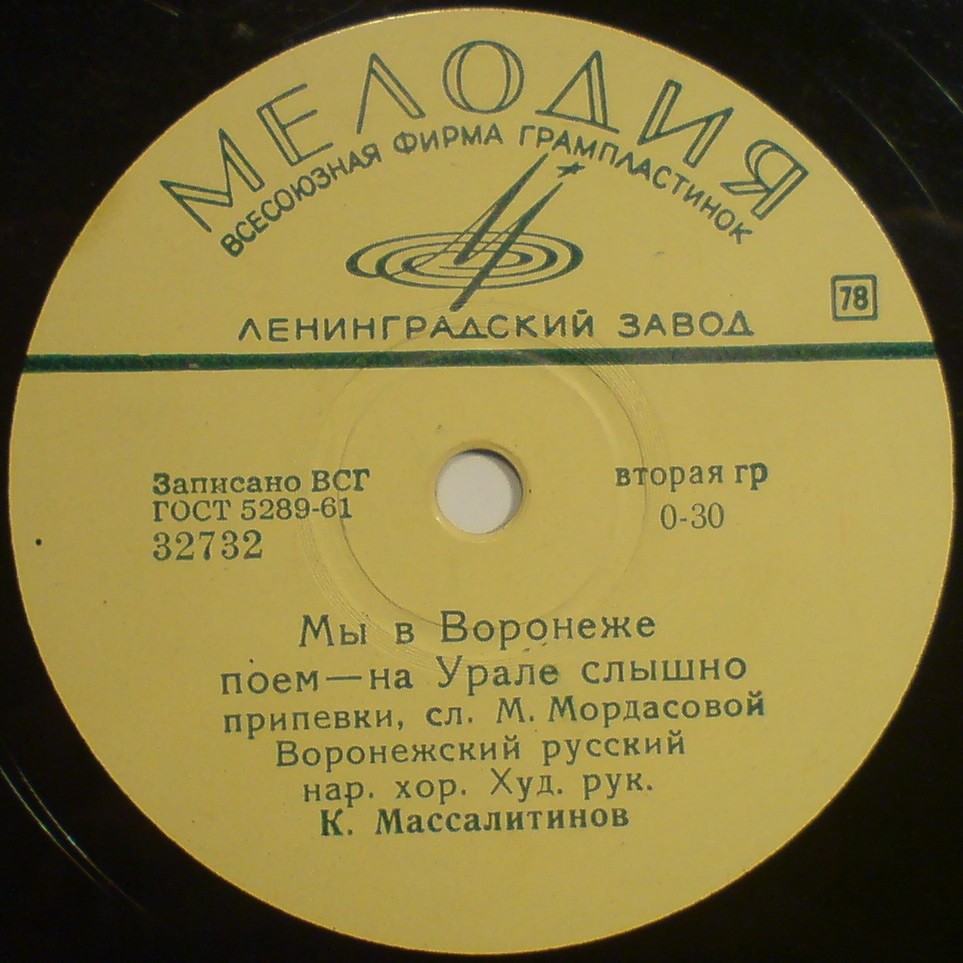 МЕЛОДИЯ
ВСЕСОЮЗНАЯ ФИРМА ГРАМПЛАСТИНОК
ЛЕНИНГРАДСКИЙ ЗАВОД
78
Записано ВСГ
ГОСТ 5289-61
32732
вторая гр
0-30
Мы в Воронеже
поем—на Урале слышно
припевки, сл. М. Мордасовой
Воронежский русский
нар. хор. Худ. рук.
К. Массалитинов